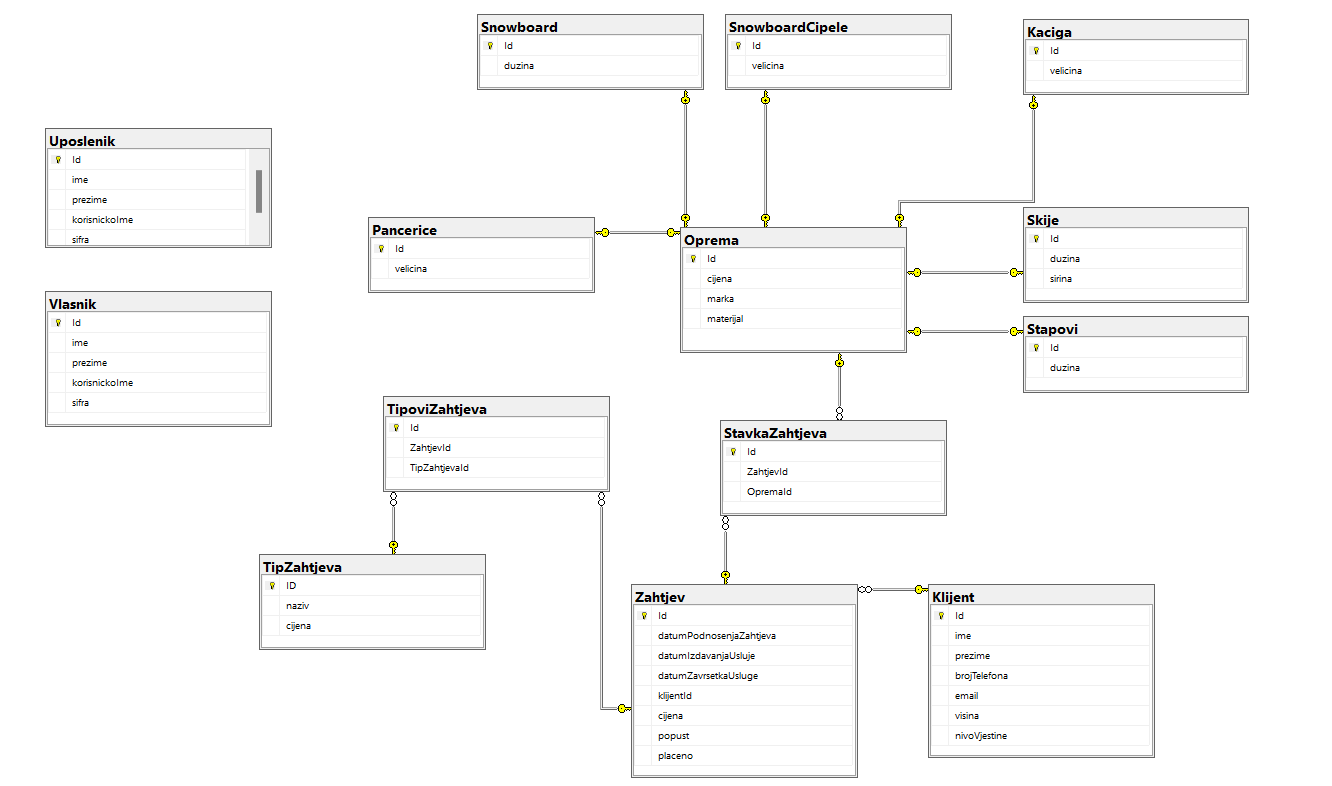 Snowboard
Id
duzina
SnowboardCipele
Id
velicina
Kaciga
Id
velicina
Uposlenik
Id
ime
prezime
korisnickoIme
sifra
Pancerice
Id
velicina
Oprema
Id
cijena
marka
materijal
Skije
Id
duzina
sirina
Vlasnik
Id
ime
prezime
korisnickoIme
sifra
Stapovi
Id
duzina
TipoviZahtjeva
Id
ZahtjevId
TipZahtjevaId
StavkaZahtjeva
Id
ZahtjevId
OpremaId
TipZahtjeva
ID
naziv
cijena
Zahtjev
Id
datumPodnosenjaZahtjeva
datumIzdavanjaUsluje
datumZavrsetkaUsluge
klijentId
cijena
popust
placeno
Klijent
Id
ime
prezime
brojTelefona
email
visina
nivoVjestine